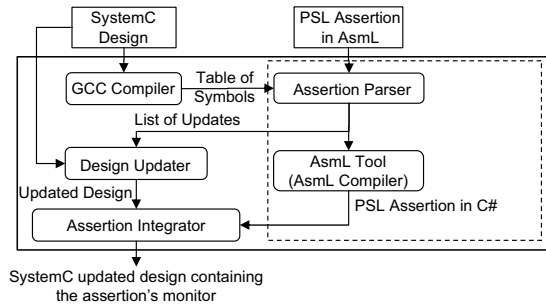 SystemC
Design
PSL Assertion
in AsmL
GCC Compiler
Table of
Symbols
Assertion Parser
List of Updates
Design Updater
AsmL Tool
(AsmL Compiler)
Updated Design
PSL Assertion in C#
Assertion Integrator
SystemC updated design containing
the assertion's monitor